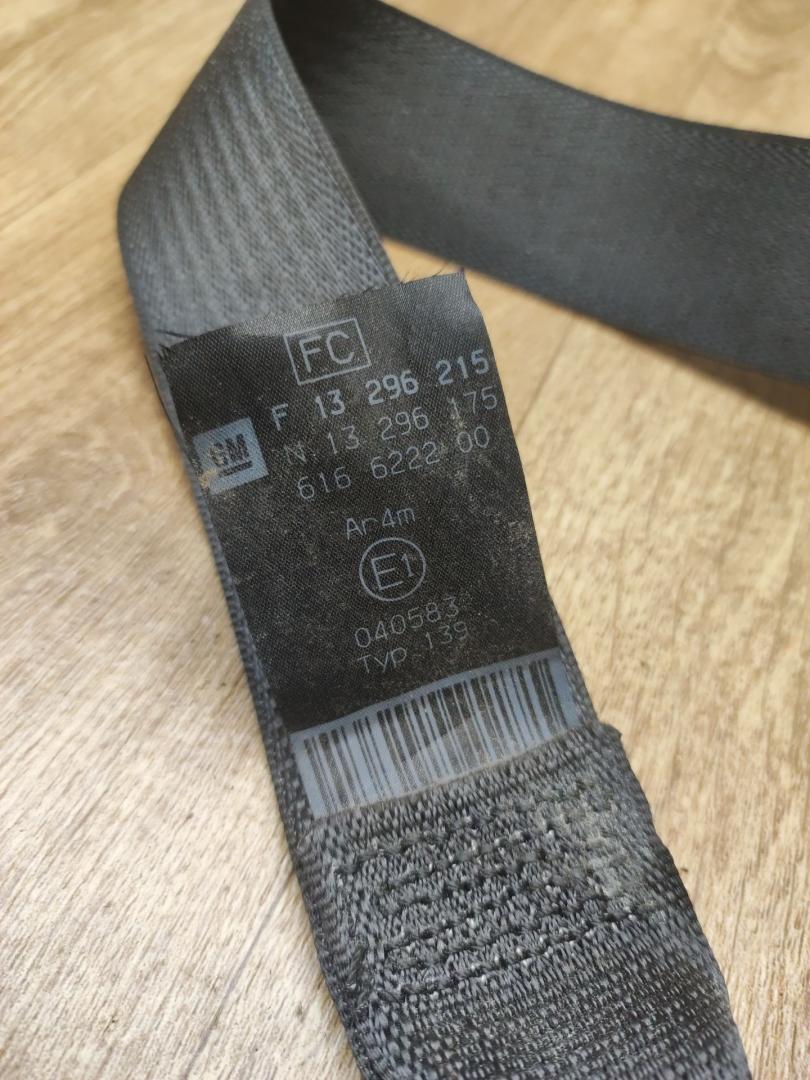 FC
F 13 296 215
GM
N 13 296 175
616 6222 00
Ar4m
E1
040583
Typ 139